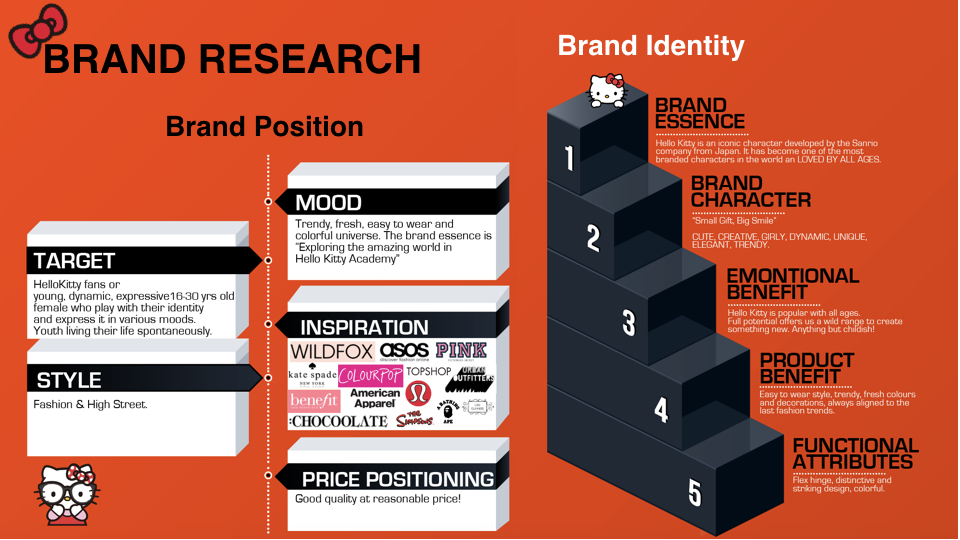 BRAND RESEARCH
Brand Position
MOOD
Trendy, fresh, easy to wear and
colorful universe. The brand essence is
"Exploring the amazing world in
Hello Kitty Academy"
TARGET
HelloKitty fans or
young, dynamic, expressive16-30 yrs old
female who play with their identity
and express it in various moods.
Youth living their life spontaneously.
INSPIRATION
WILDFOX
asos
discover fashion online
PINK
kate spade
NEW YORK
COLOURPOP
TOPSHOP
URBAN
OUTFITTERS
benefit
American
Apparel
:CHOCOOLATE
THE
SIMPSONS
A BATHING
APE
STYLE
Fashion & High Street.
PRICE POSITIONING
Good quality at reasonable price!
Brand Identity
1
BRAND
ESSENCE
Hello Kitty is an iconic character developed by the Sanrio
company from Japan. It has become one of the most
branded characters in the world an LOVED BY ALL AGES.
2
BRAND
CHARACTER
"Small Gift, Big Smile"
CUTE, CREATIVE, GIRLY, DYNAMIC, UNIQUE,
ELEGANT, TRENDY.
3
EMONTIONAL
BENEFIT
Hello Kitty is popular with all ages.
Full potential offers us a wild range to create
something new. Anything but childish!
4
PRODUCT
BENEFIT
Easy to wear style, trendy, fresh colours
and decorations, always aligned to the
last fashion trends.
5
FUNCTIONAL
ATTRIBUTES
Flex hinge, distinctive and
striking design, colorful.